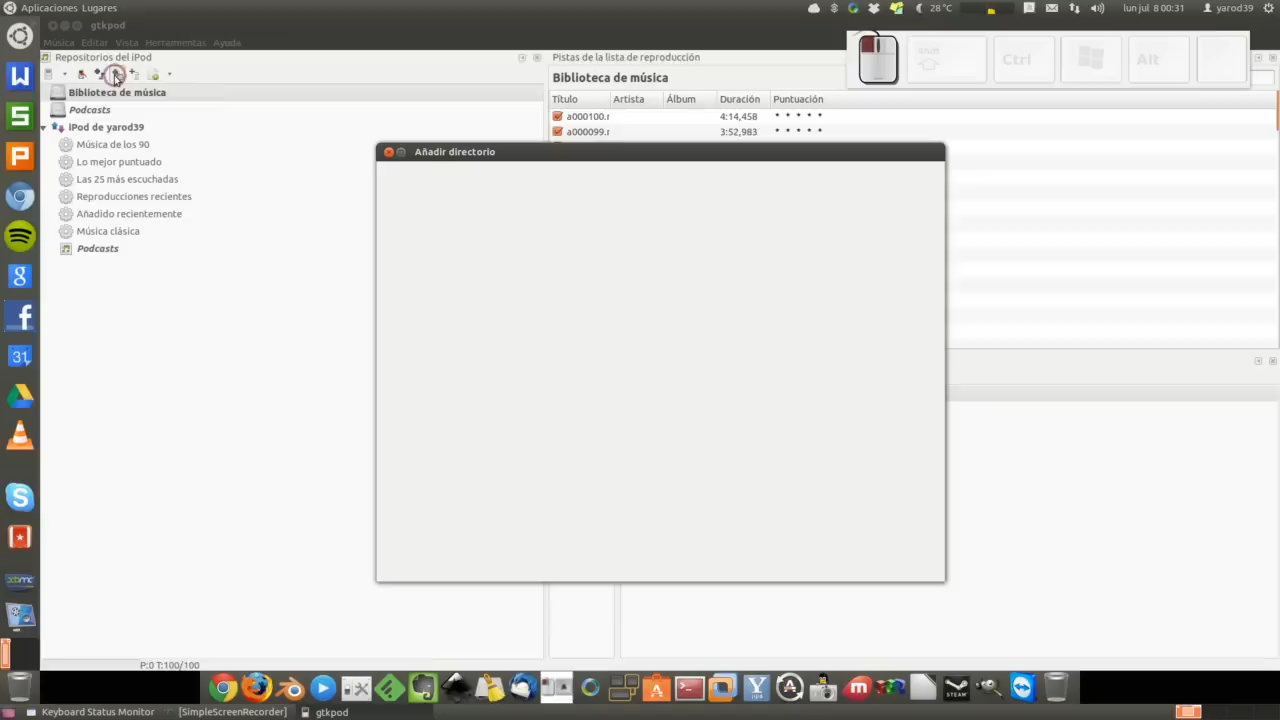 Aplicaciones Lugares
28 °C
lun jul 8 00:31
yarod39
gtkpod
Música Editar Vista Herramientas Ayuda
Repositorios del iPod
Biblioteca de música
Podcasts
iPod de yarod39
Música de los 90
Lo mejor puntuado
Las 25 más escuchadas
Reproducciones recientes
Añadido recientemente
Música clásica
Podcasts
P:0 T:100/100
Pistas de la lista de reproducción
Biblioteca de música
Título Artista Álbum Duración Puntuación
a000100.r 4:14,458
a000099.r 3:52,983
Shift
Ctrl
Alt
Añadir directorio
31
xbmc
STEAM
Keyboard Status Monitor
[SimpleScreenRecorder]
gtkpod